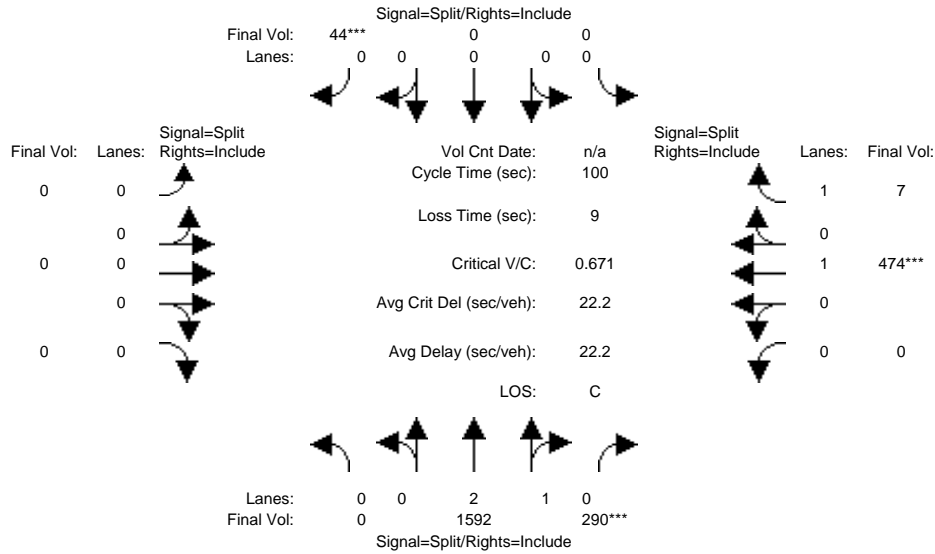 Signal=Split/Rights=Include
Final Vol: 44*** 0 0
Lanes: 0 0 0 0 0
Signal=Split Signal=Split
Final Vol: Lanes: Rights=Include Vol Cnt Date: n/a Rights=Include Lanes: Final Vol:
Cycle Time (sec): 100
0 0 1 7
Loss Time (sec): 9
0 0
0 0 Critical V/C: 0.671 1 474***
0 Avg Crit Del (sec/veh): 22.2 0
0 0 Avg Delay (sec/veh): 22.2 0 0
LOS: C
Lanes: 0 0 2 1 0
Final Vol: 0 1592 290***
Signal=Split/Rights=Include